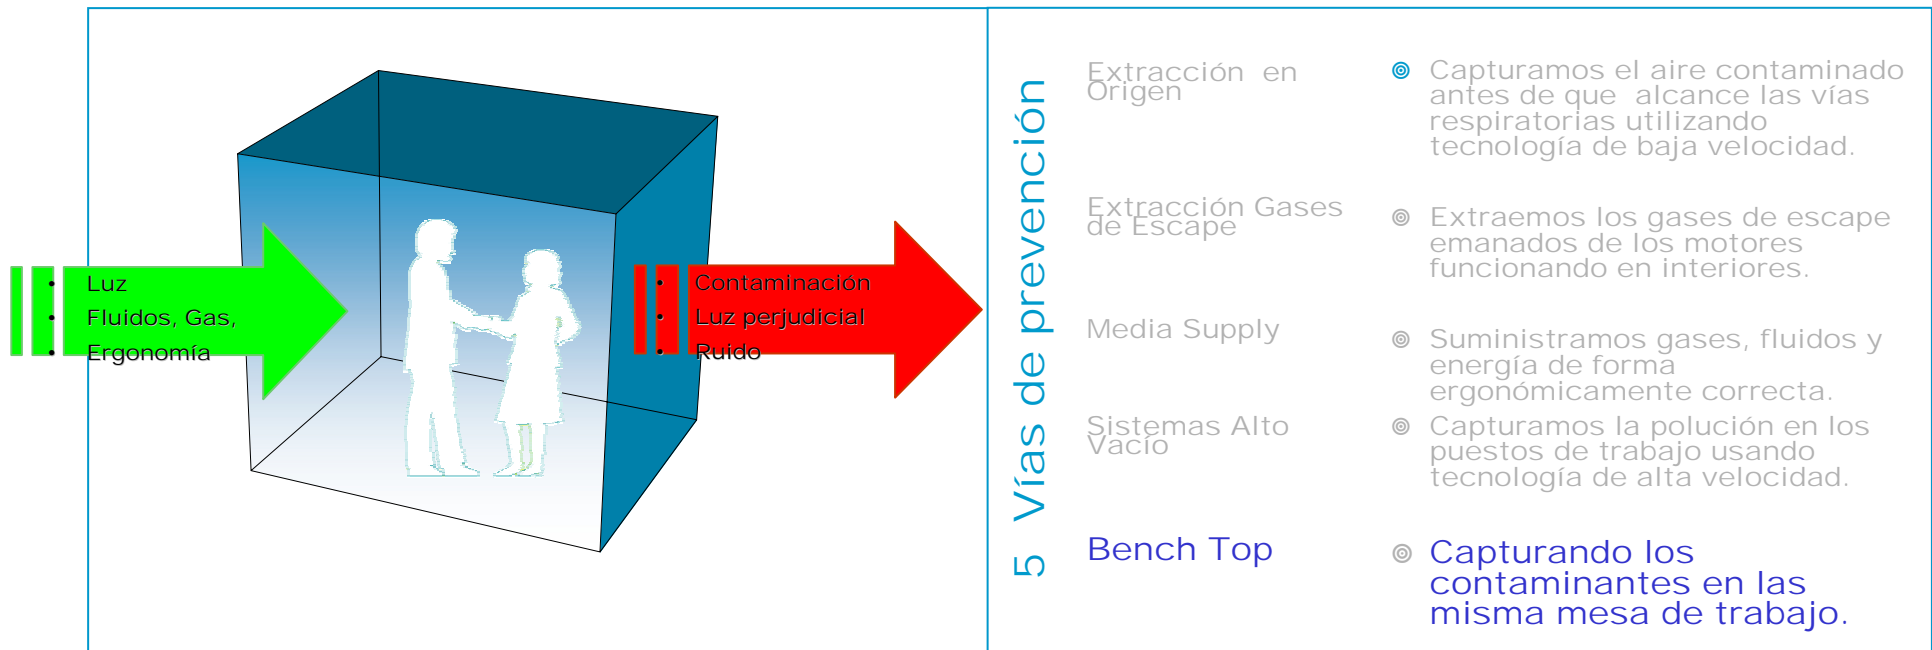 • Luz
• Fluidos, Gas,
• Ergonomía
• Contaminación
• Luz perjudicial
• Ruido
5 Vías de prevención
Extracción en
Origen
Capturamos el aire contaminado
antes de que alcance las vías
respiratorias utilizando
tecnología de baja velocidad.
Extracción Gases
de Escape
Extraemos los gases de escape
emanados de los motores
funcionando en interiores.
Media Supply
Suministramos gases, fluidos y
energía de forma
ergonómicamente correcta.
Sistemas Alto
Vacío
Capturamos la polución en los
puestos de trabajo usando
tecnología de alta velocidad.
Bench Top
Capturando los
contaminantes en las
misma mesa de trabajo.